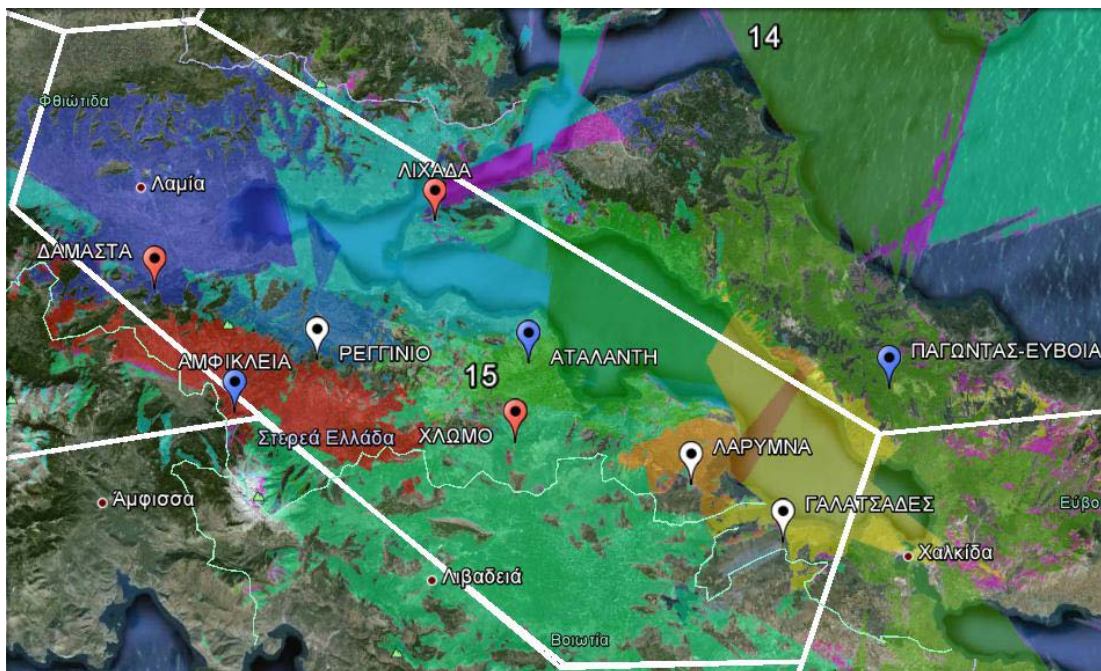 14
Φθιώτιδα
Λαμία
ΛΙΧΑΔΑ
ΔΑΜΑΣΤΑ
ΡΕΓΓΙΝΙΟ
ΑΤΑΛΑΝΤΗ
ΠΑΓΩΝΤΑΣ-ΕΥΒΟΙΑ
ΑΜΦΙΚΛΕΙΑ
15
Στερεά Ελλάδα
ΧΛΩΜΟ
ΛΑΡΥΜΝΑ
Άμφισσα
ΓΑΛΑΤΣΑΔΕΣ
Εύβο
Χαλκίδα
Λιβαδειά
Βοιωτία